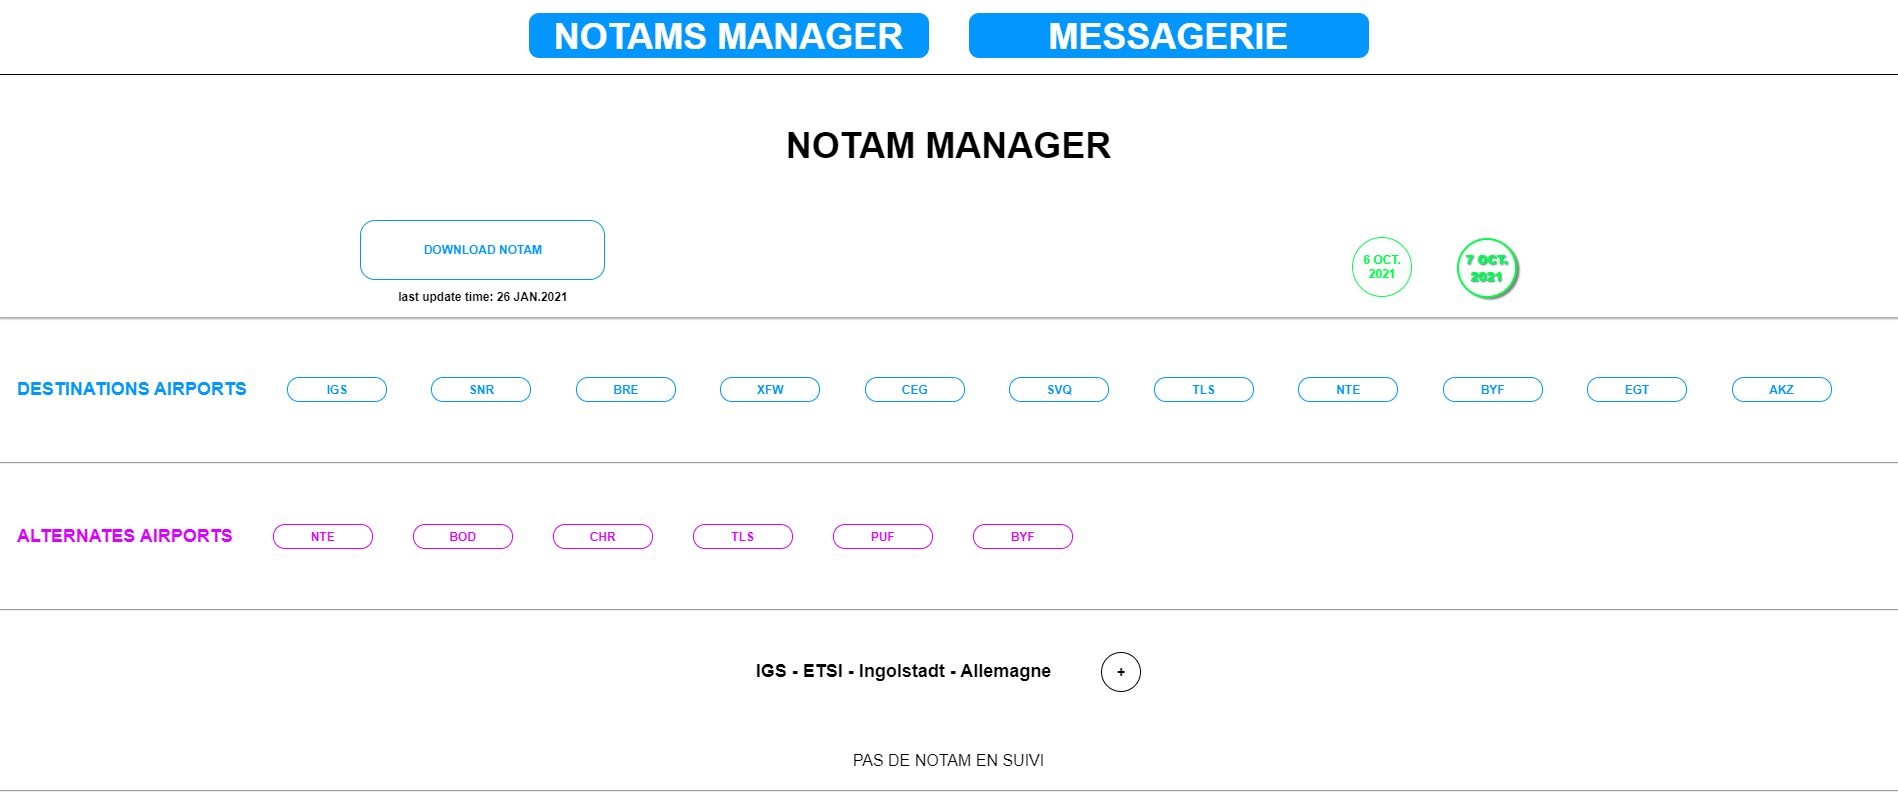 NOTAMS MANAGER MESSAGERIE
NOTAM MANAGER
DOWNLOAD NOTAM
last update time: 26 JAN.2021
6 OCT.
2021
7 OCT.
2021
DESTINATIONS AIRPORTS IGS SNR BRE XFW CEG SVQ TLS NTE BYF EGT AKZ
ALTERNATES AIRPORTS NTE BOD CHR TLS PUF BYF
IGS - ETSI - Ingolstadt - Allemagne +
PAS DE NOTAM EN SUIVI